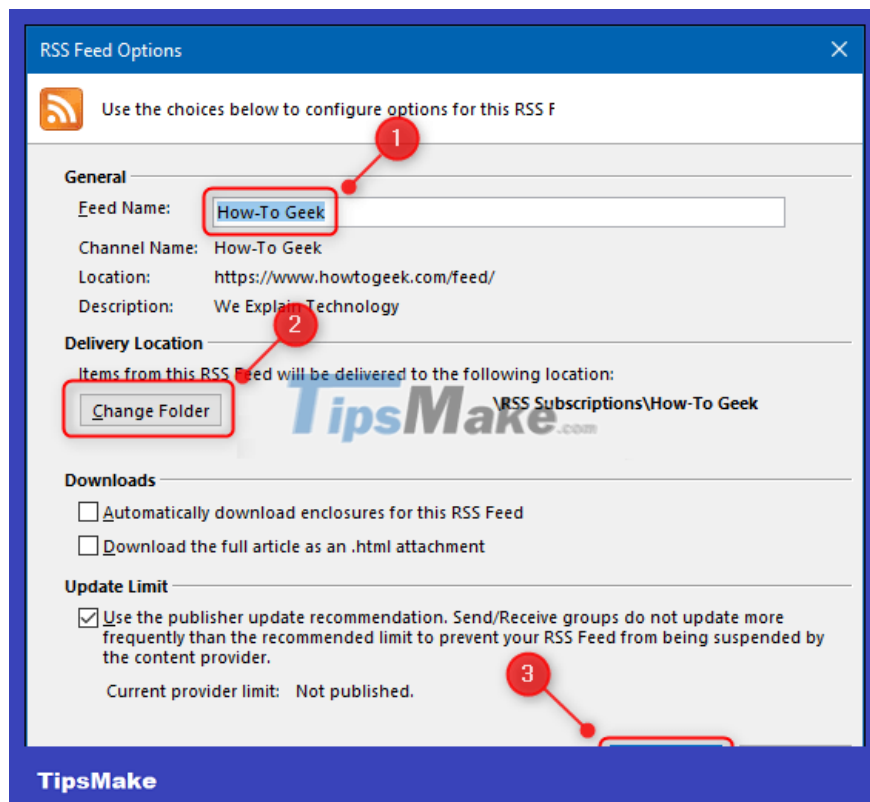 RSS Feed Options
Use the choices below to configure options for this RSS F
1
General
Feed Name: How-To Geek
Channel Name: How-To Geek
Location: https://www.howtogeek.com/feed/
Description: We Explain Technology
2
Delivery Location
Items from this RSS Feed will be delivered to the following location:
Change Folder \RSS Subscriptions\How-To Geek
TipsMake.com
Downloads
Automatically download enclosures for this RSS Feed
Download the full article as an .html attachment
Update Limit
Use the publisher update recommendation. Send/Receive groups do not update more
frequently than the recommended limit to prevent your RSS Feed from being suspended by
the content provider.
3
Current provider limit: Not published.
TipsMake